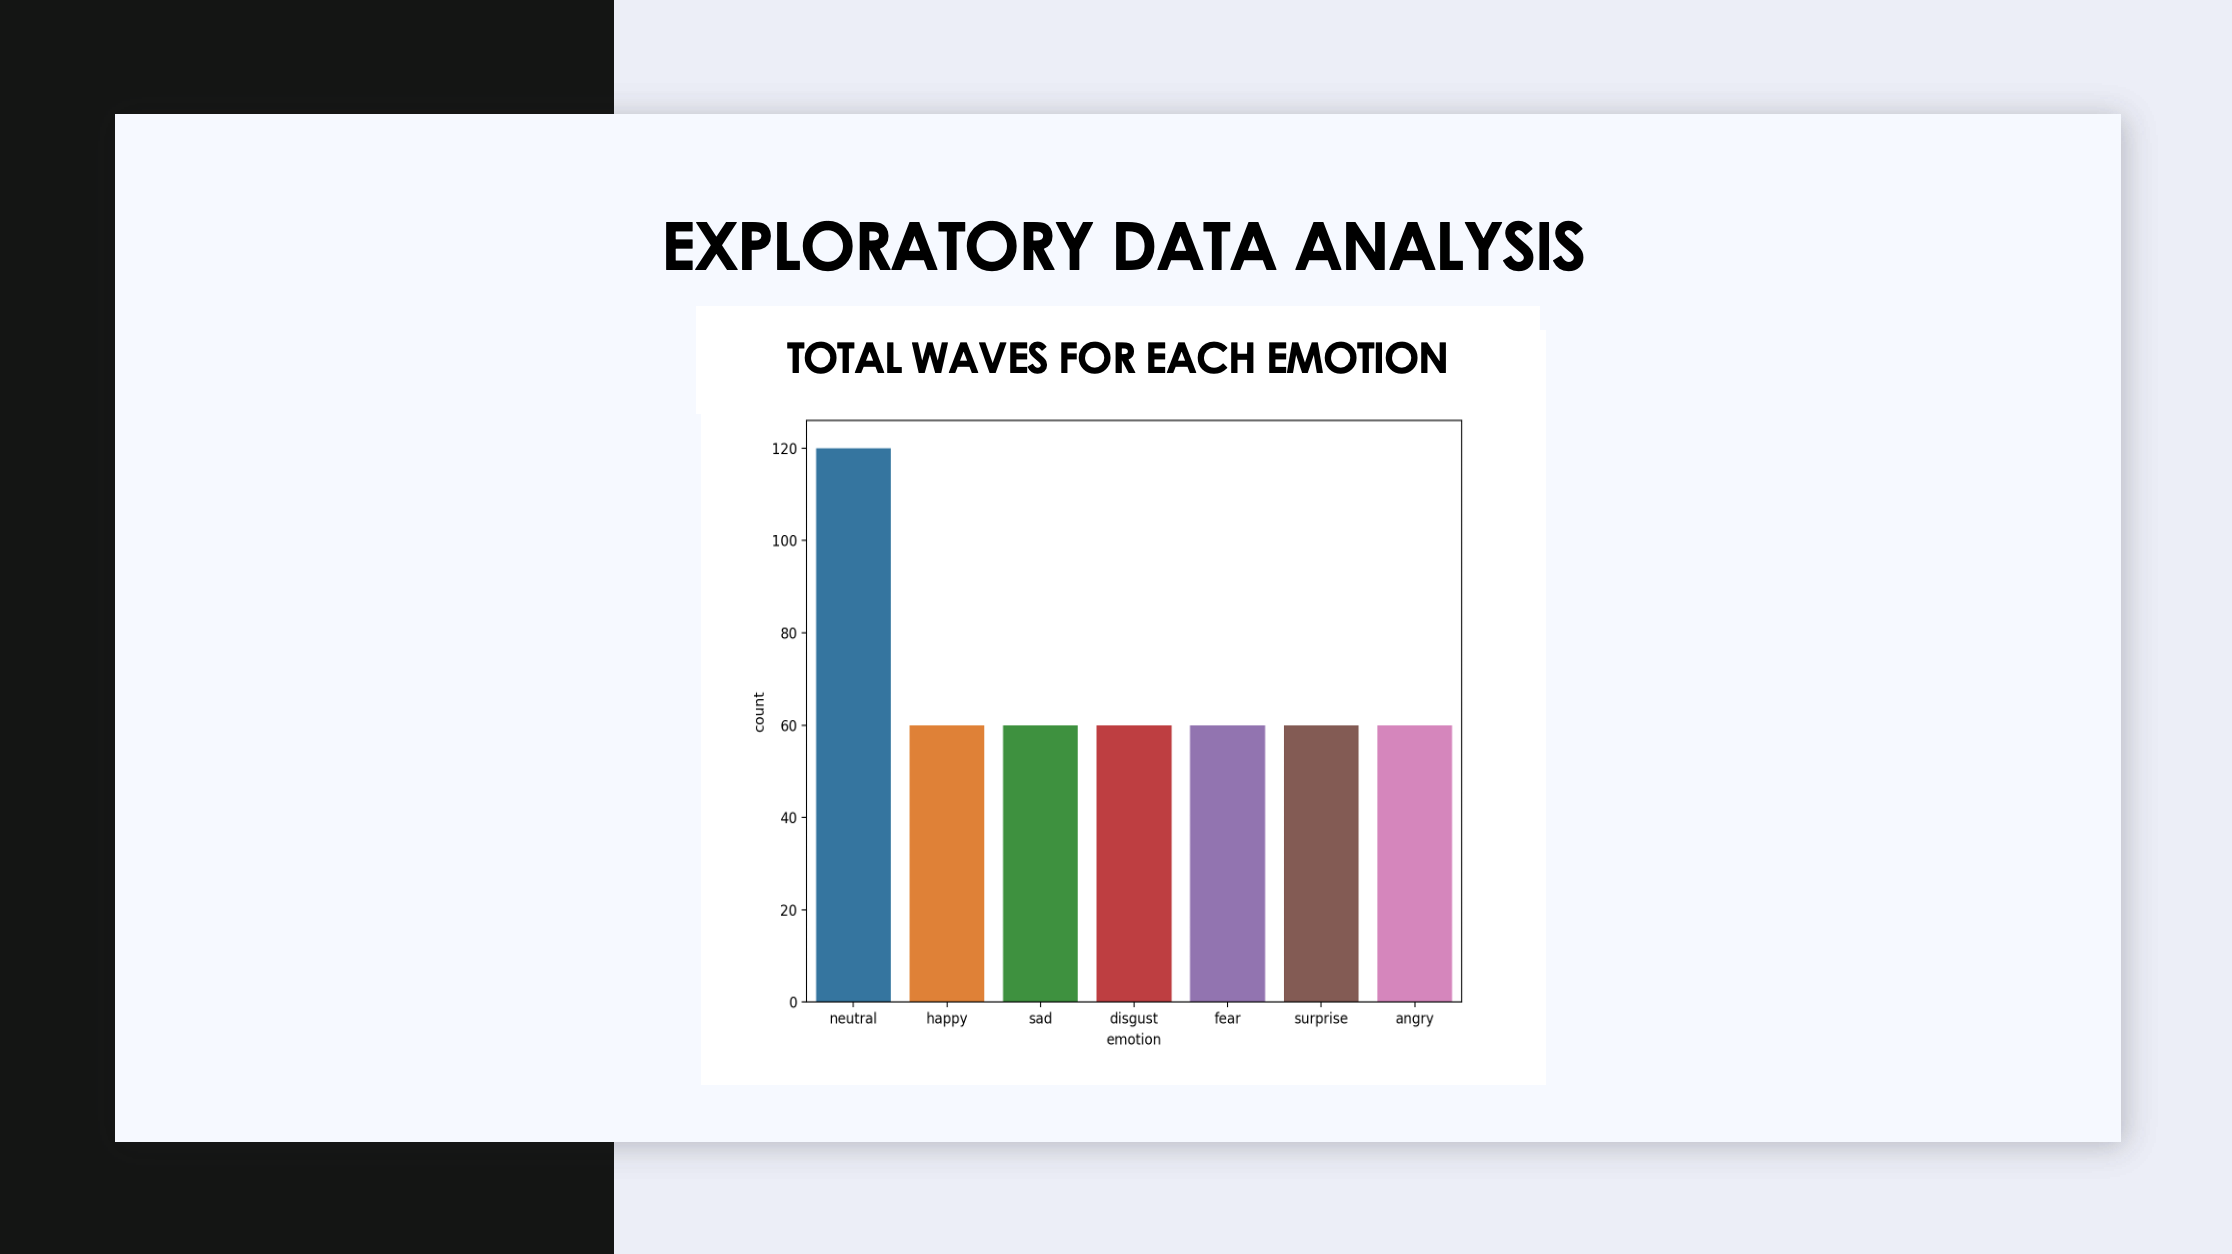 EXPLORATORY DATA ANALYSIS
TOTAL WAVES FOR EACH EMOTION
120
100
80
60
40
20
0
count
neutral happy sad disgust fear surprise angry
emotion